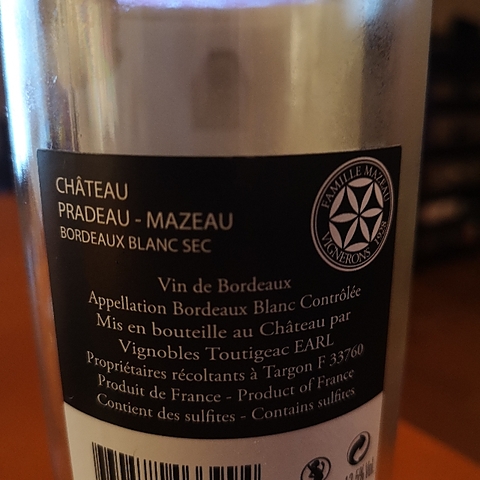 CHÂTEAU
PRADEAU - MAZEAU
BORDEAUX BLANC SEC
FAMILLE MAZEAU
VIGNERONS 1928
Vin de Bordeaux
Appellation Bordeaux Blanc Contrôlée
Mis en bouteille au Château par
Vignobles Toutigeac EARL
Propriétaires récoltants à Targon F 33760
Produit de France - Product of France
Contient des sulfites - Contains sulfites